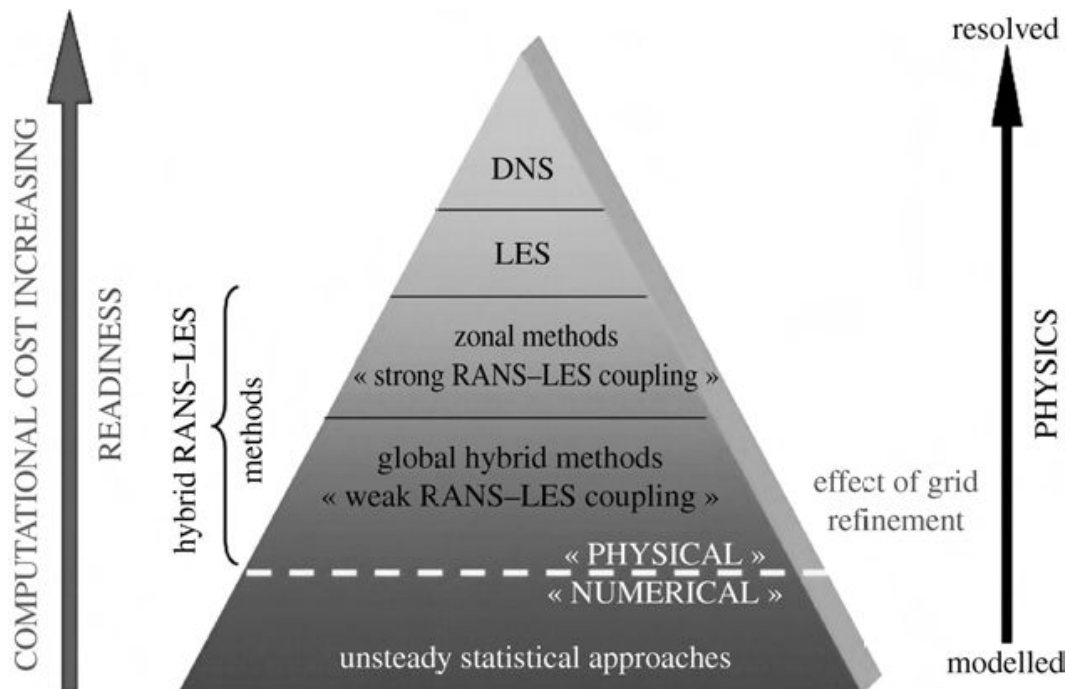 COMPUTATIONAL COST INCREASING
READINESS
hybrid RANS–LES
methods
DNS
LES
zonal methods
« strong RANS–LES coupling »
global hybrid methods
« weak RANS–LES coupling »
« PHYSICAL »
« NUMERICAL »
unsteady statistical approaches
effect of grid
refinement
resolved
PHYSICS
modelled